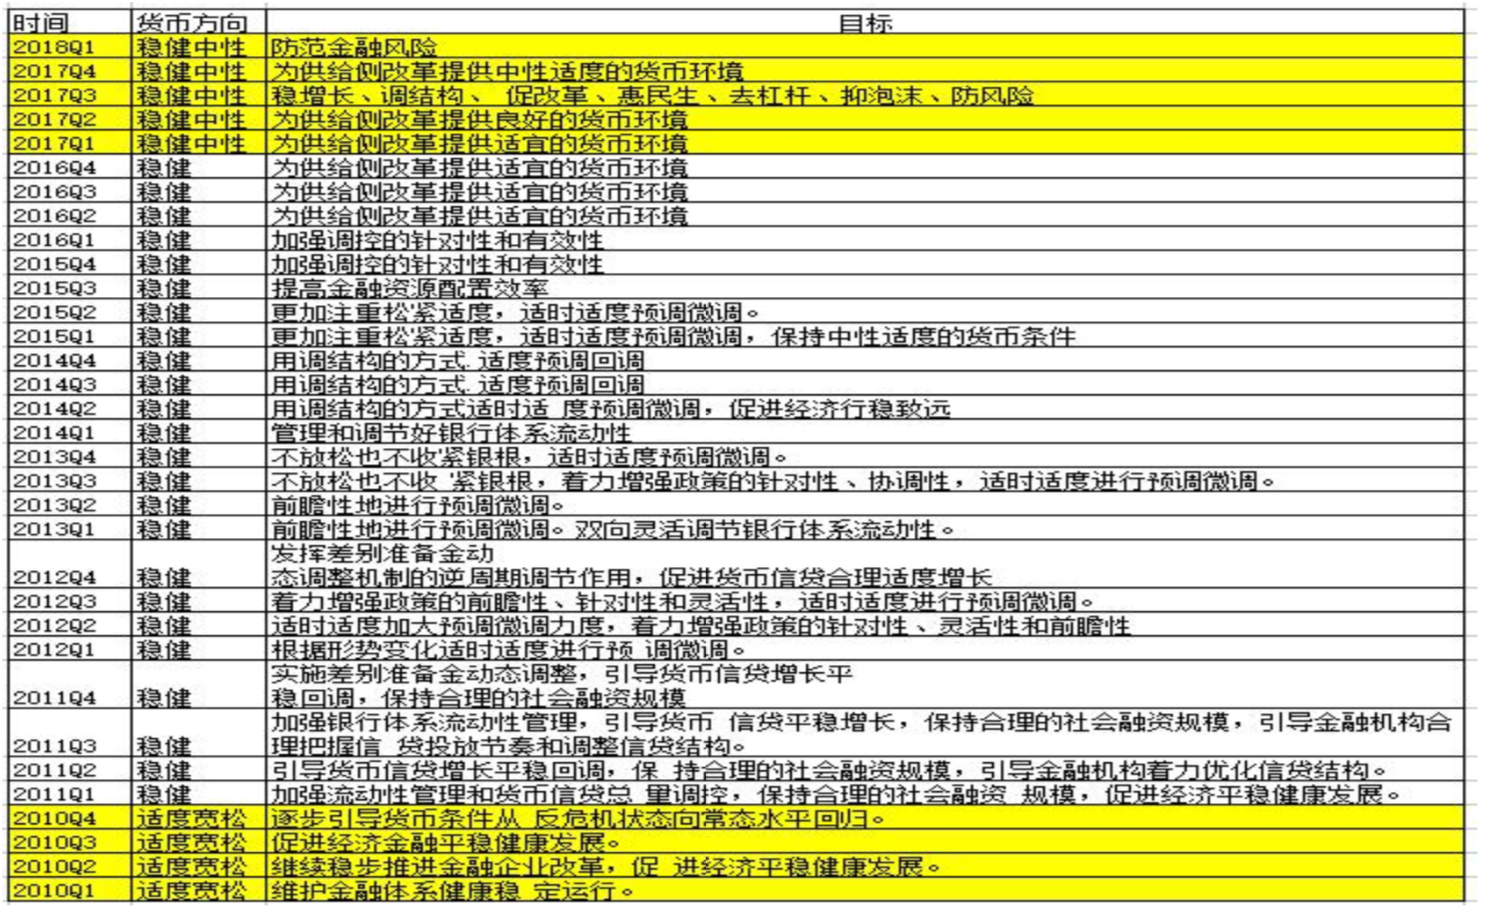 时间 货币方向 目标
2018Q1 稳健中性 防范金融风险
2017Q4 稳健中性 为供给侧改革提供中性适度的货币环境
2017Q3 稳健中性 稳增长、调结构、 促改革、惠民生、去杠杆、抑泡沫、防风险
2017Q2 稳健中性 为供给侧改革提供良好的货币环境
2017Q1 稳健中性 为供给侧改革提供适宜的货币环境
2016Q4 稳健 为供给侧改革提供适宜的货币环境
2016Q3 稳健 为供给侧改革提供适宜的货币环境
2016Q2 稳健 为供给侧改革提供适宜的货币环境
2016Q1 稳健 加强调控的针对性和有效性
2015Q4 稳健 加强调控的针对性和有效性
2015Q3 稳健 提高金融资源配置效率
2015Q2 稳健 更加注重松紧适度，适时适度预调微调。
2015Q1 稳健 更加注重松紧适度，适时适度预调微调，保持中性适度的货币条件
2014Q4 稳健 用调结构的方式.适度预调回调
2014Q3 稳健 用调结构的方式.适度预调回调
2014Q2 稳健 用调结构的方式适时适 度预调微调，促进经济行稳致远
2014Q1 稳健 管理和调节好银行体系流动性
2013Q4 稳健 不放松也不收紧银根，适时适度预调微调。
2013Q3 稳健 不放松也不收 紧银根，着力增强政策的针对性、协调性，适时适度进行预调微调。
2013Q2 稳健 前瞻性地进行预调微调。
2013Q1 稳健 前瞻性地进行预调微调。双向灵活调节银行体系流动性。
发挥差别准备金动
2012Q4 稳健 态调整机制的逆周期调节作用，促进货币信贷合理适度增长
2012Q3 稳健 着力增强政策的前瞻性、针对性和灵活性，适时适度进行预调微调。
2012Q2 稳健 适时适度加大预调微调力度，着力增强政策的针对性、灵活性和前瞻性
2012Q1 稳健 根据形势变化适时适度进行预 调微调。
实施差别准备金动态调整，引导货币信贷增长平
2011Q4 稳健 稳回调，保持合理的社会融资规模
加强银行体系流动性管理，引导货币 信贷平稳增长，保持合理的社会融资规模，引导金融机构合
2011Q3 稳健 理把握信 贷投放节奏和调整信贷结构。
2011Q2 稳健 引导货币信贷增长平稳回调，保 持合理的社会融资规模，引导金融机构着力优化信贷结构。
2011Q1 稳健 加强流动性管理和货币信贷总 量调控，保持合理的社会融资 规模，促进经济平稳健康发展。
2010Q4 适度宽松 逐步引导货币条件从 反危机状态向常态水平回归。
2010Q3 适度宽松 促进经济金融平稳健康发展。
2010Q2 适度宽松 继续稳步推进金融企业改革，促 进经济平稳健康发展。
2010Q1 适度宽松 维护金融体系健康稳 定运行。